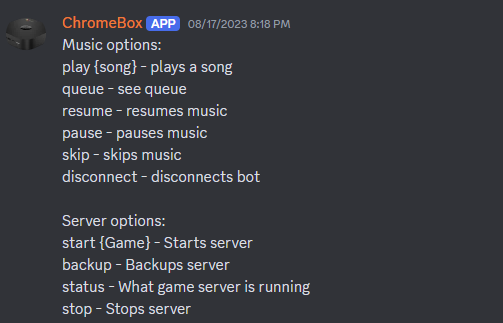 ChromeBox APP 08/17/2023 8:18 PM
Music options:
play {song} - plays a song
queue - see queue
resume - resumes music
pause - pauses music
skip - skips music
disconnect - disconnects bot

Server options:
start {Game} - Starts server
backup - Backups server
status - What game server is running
stop - Stops server